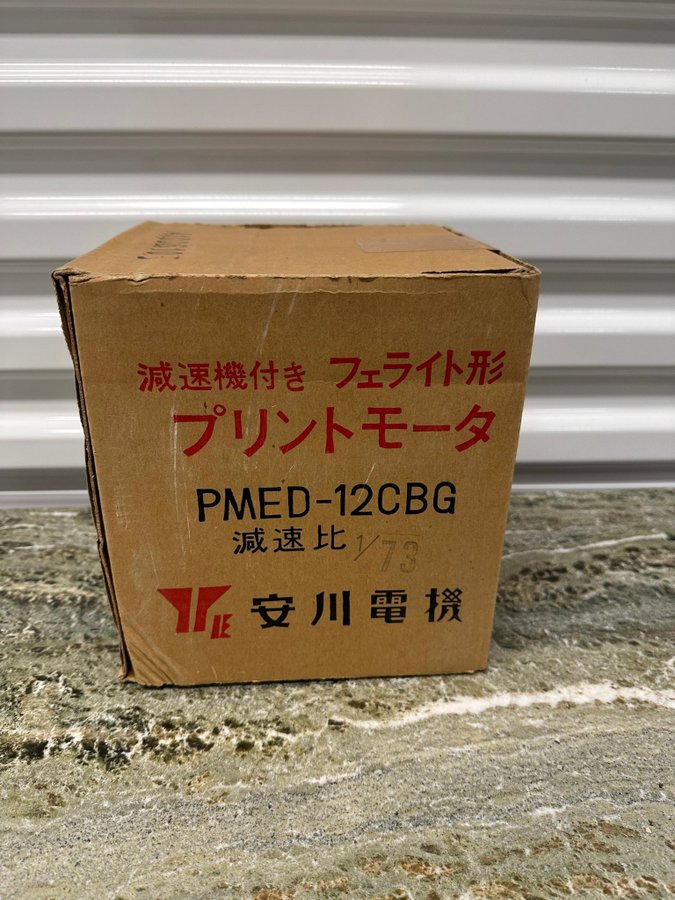 減速機付き フェライト形
プリントモータ
PMED-12CBG
減速比 1/73
安川電機